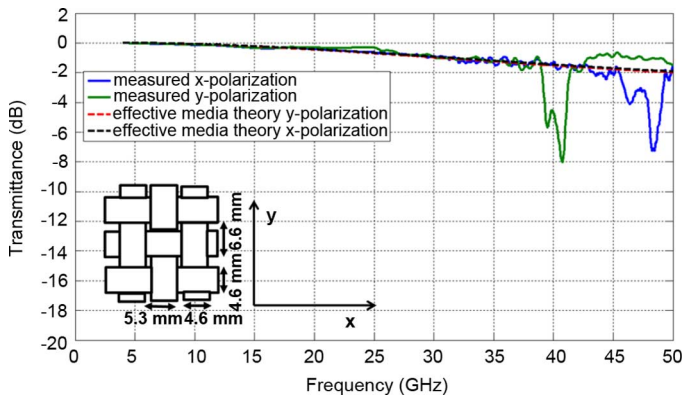 2
0
-2
-4
-6
-8
-10
-12
-14
-16
-18
-20
Transmittance (dB)
measured x-polarization
measured y-polarization
effective media theory y-polarization
effective media theory x-polarization
y
6.6 mm
4.6 mm
5.3 mm 4.6 mm
x
0 5 10 15 20 25 30 35 40 45 50
Frequency (GHz)